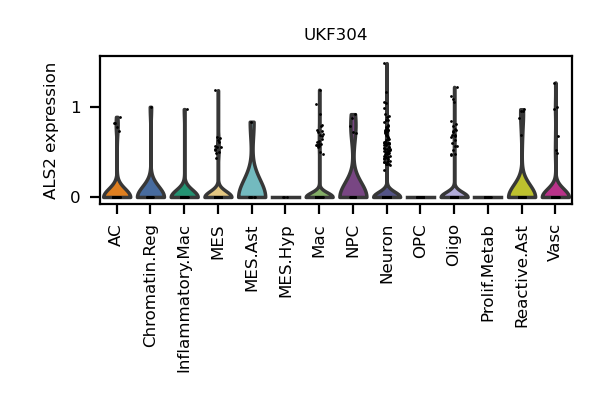 UKF304
ALS2 expression
1
0
AC
Chromatin.Reg
Inflammatory.Mac
MES
MES.Ast
MES.Hyp
Mac
NPC
Neuron
OPC
Oligo
Prolif.Metab
Reactive.Ast
Vasc